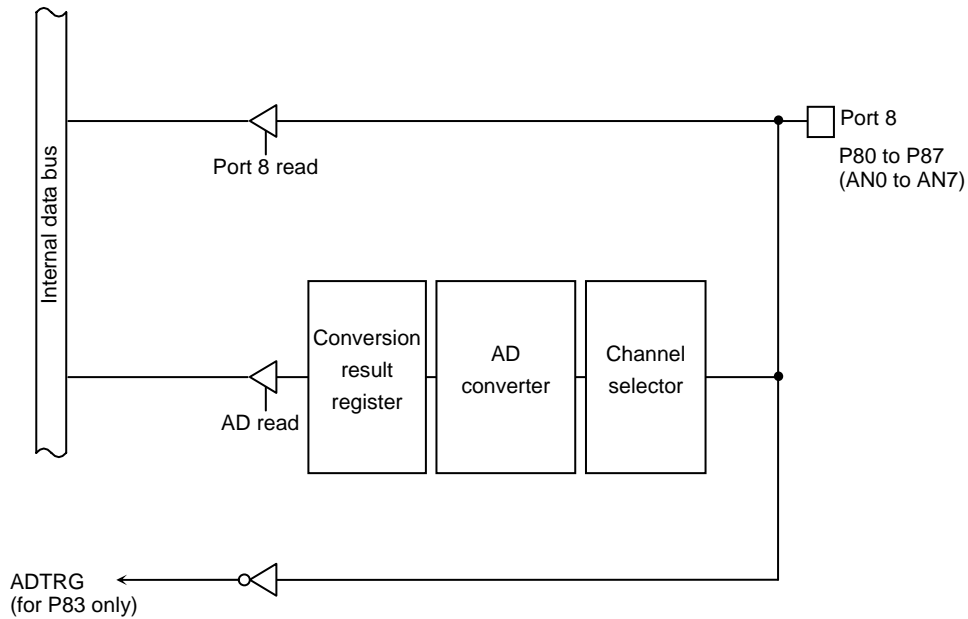 Internal data bus
Port 8
Port 8 read
P80 to P87
(AN0 to AN7)
Conversion
result
register
AD
converter
Channel
selector
AD read
ADTRG
(for P83 only)